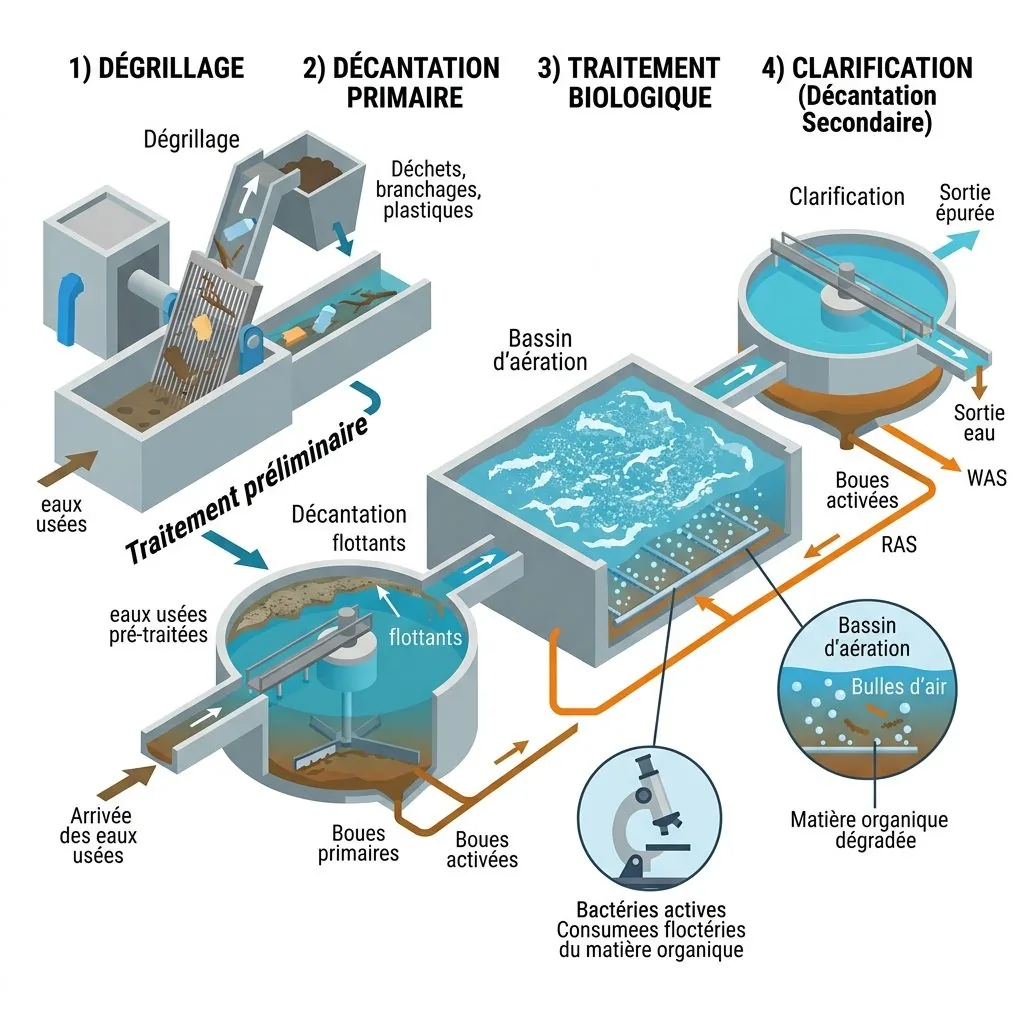 1) DÉGRILLAGE
2) DÉCANTATION
PRIMAIRE
3) TRAITEMENT
BIOLOGIQUE
4) CLARIFICATION
(Décantation
Secondaire)
Dégrillage
Déchets,
branchages,
plastiques
eaux
usées
Traitement préliminaire
Clarification
Sortie
épurée
Bassin
d'aération
Sortie
eau
Boues
activées
WAS
RAS
Décantation
flottants
eaux usées
pré-traitées
flottants
Arrivée
des eaux
usées
Boues
primaires
Boues
activées
Bassin
d'aération
Bulles d'air
Matière organique
dégradée
Bactéries actives
Consumees floctéries
du matière organique